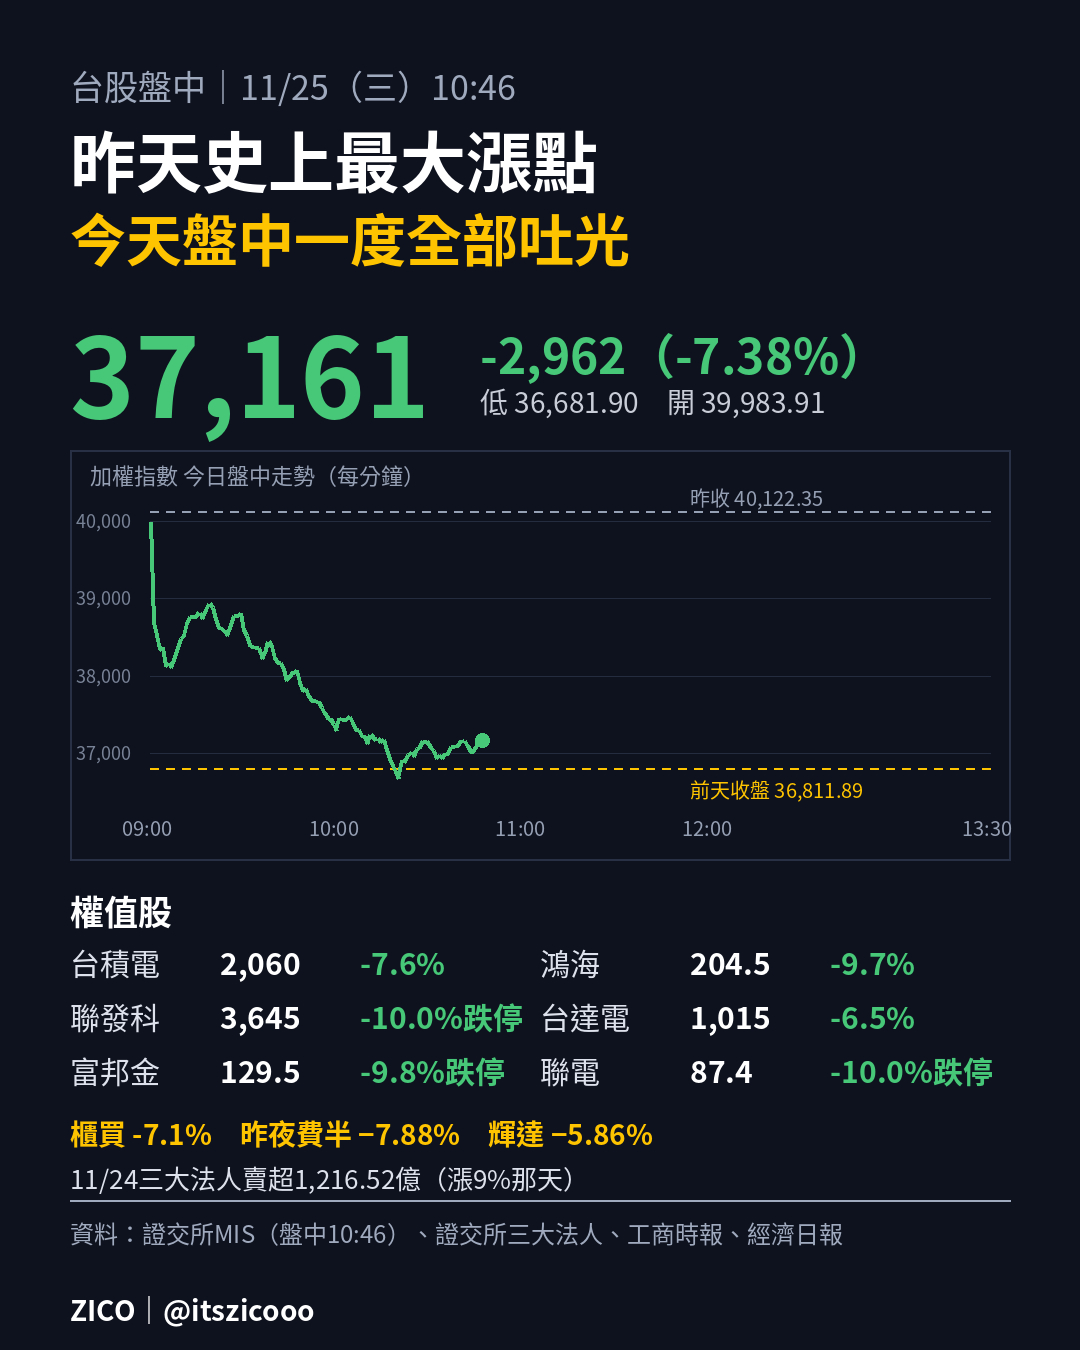 台股盤中｜11/25（三）10:46
昨天史上最大漲點
今天盤中一度全部吐光
37,161
-2,962（-7.38%）
低 36,681.90　開 39,983.91
加權指數 今日盤中走勢（每分鐘）
昨收 40,122.35
40,000
39,000
38,000
37,000
前天收盤 36,811.89
09:00 10:00 11:00 12:00 13:30
權值股
台積電 2,060 -7.6% 鴻海 204.5 -9.7%
聯發科 3,645 -10.0%跌停 台達電 1,015 -6.5%
富邦金 129.5 -9.8%跌停 聯電 87.4 -10.0%跌停
櫃買 -7.1%　昨夜費半 −7.88%　輝達 −5.86%
11/24三大法人賣超1,216.52億（漲9%那天）
資料：證交所MIS（盤中10:46）、證交所三大法人、工商時報、經濟日報
ZICO｜@itszicooo